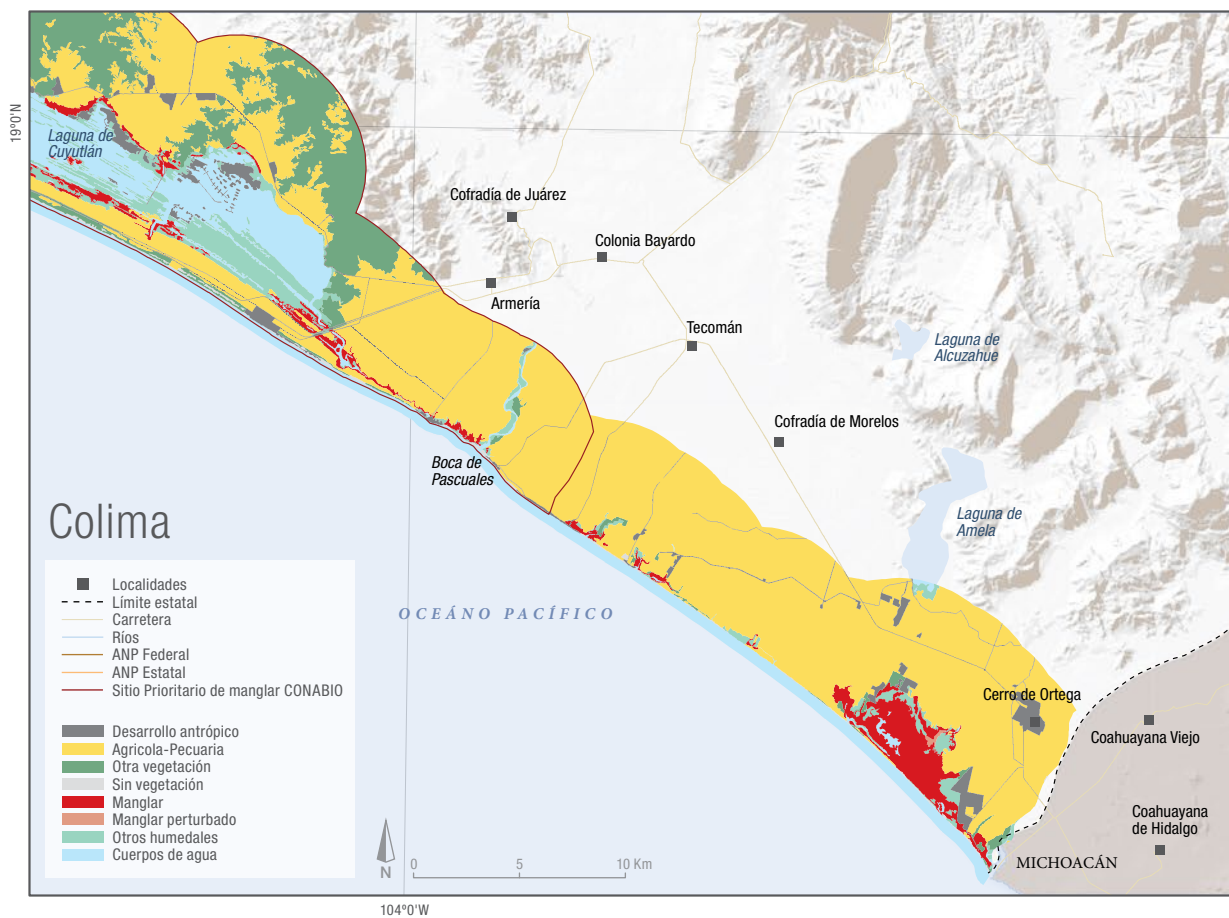 19°0'N
Laguna de
Cuyutlán
Cofradía de Juárez
Colonia Bayardo
Armería
Tecomán
Laguna de
Alcuzahue
Cofradía de Morelos
Boca de
Pascuales
Laguna de
Amela
Colima
OCEÁNO PACÍFICO
Localidades
Límite estatal
Carretera
Ríos
ANP Federal
ANP Estatal
Sitio Prioritario de manglar CONABIO
Desarrollo antrópico
Agricola-Pecuaria
Otra vegetación
Sin vegetación
Manglar
Manglar perturbado
Otros humedales
Cuerpos de agua
Cerro de Ortega
Coahuayana Viejo
Coahuayana
de Hidalgo
MICHOACÁN
N
0 5 10 Km
104°0'W